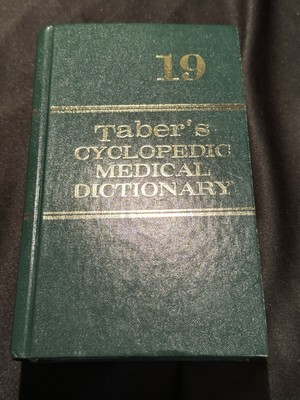 19
Taber's
CYCLOPEDIC
MEDICAL
DICTIONARY